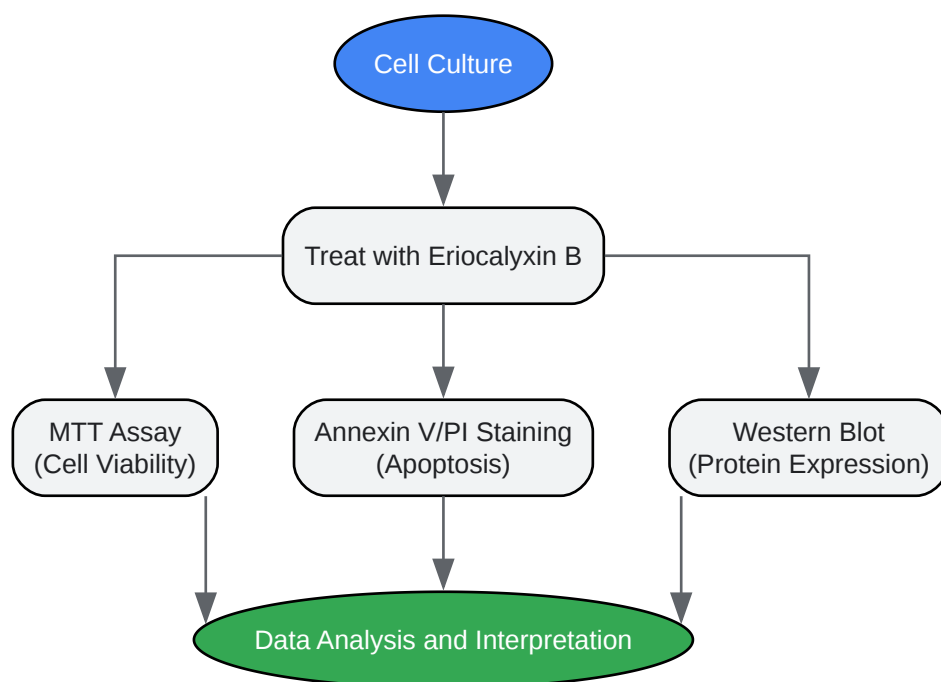 Cell Culture
Treat with Eriocalyxin B
MTT Assay
(Cell Viability)
Annexin V/PI Staining
(Apoptosis)
Western Blot
(Protein Expression)
Data Analysis and Interpretation